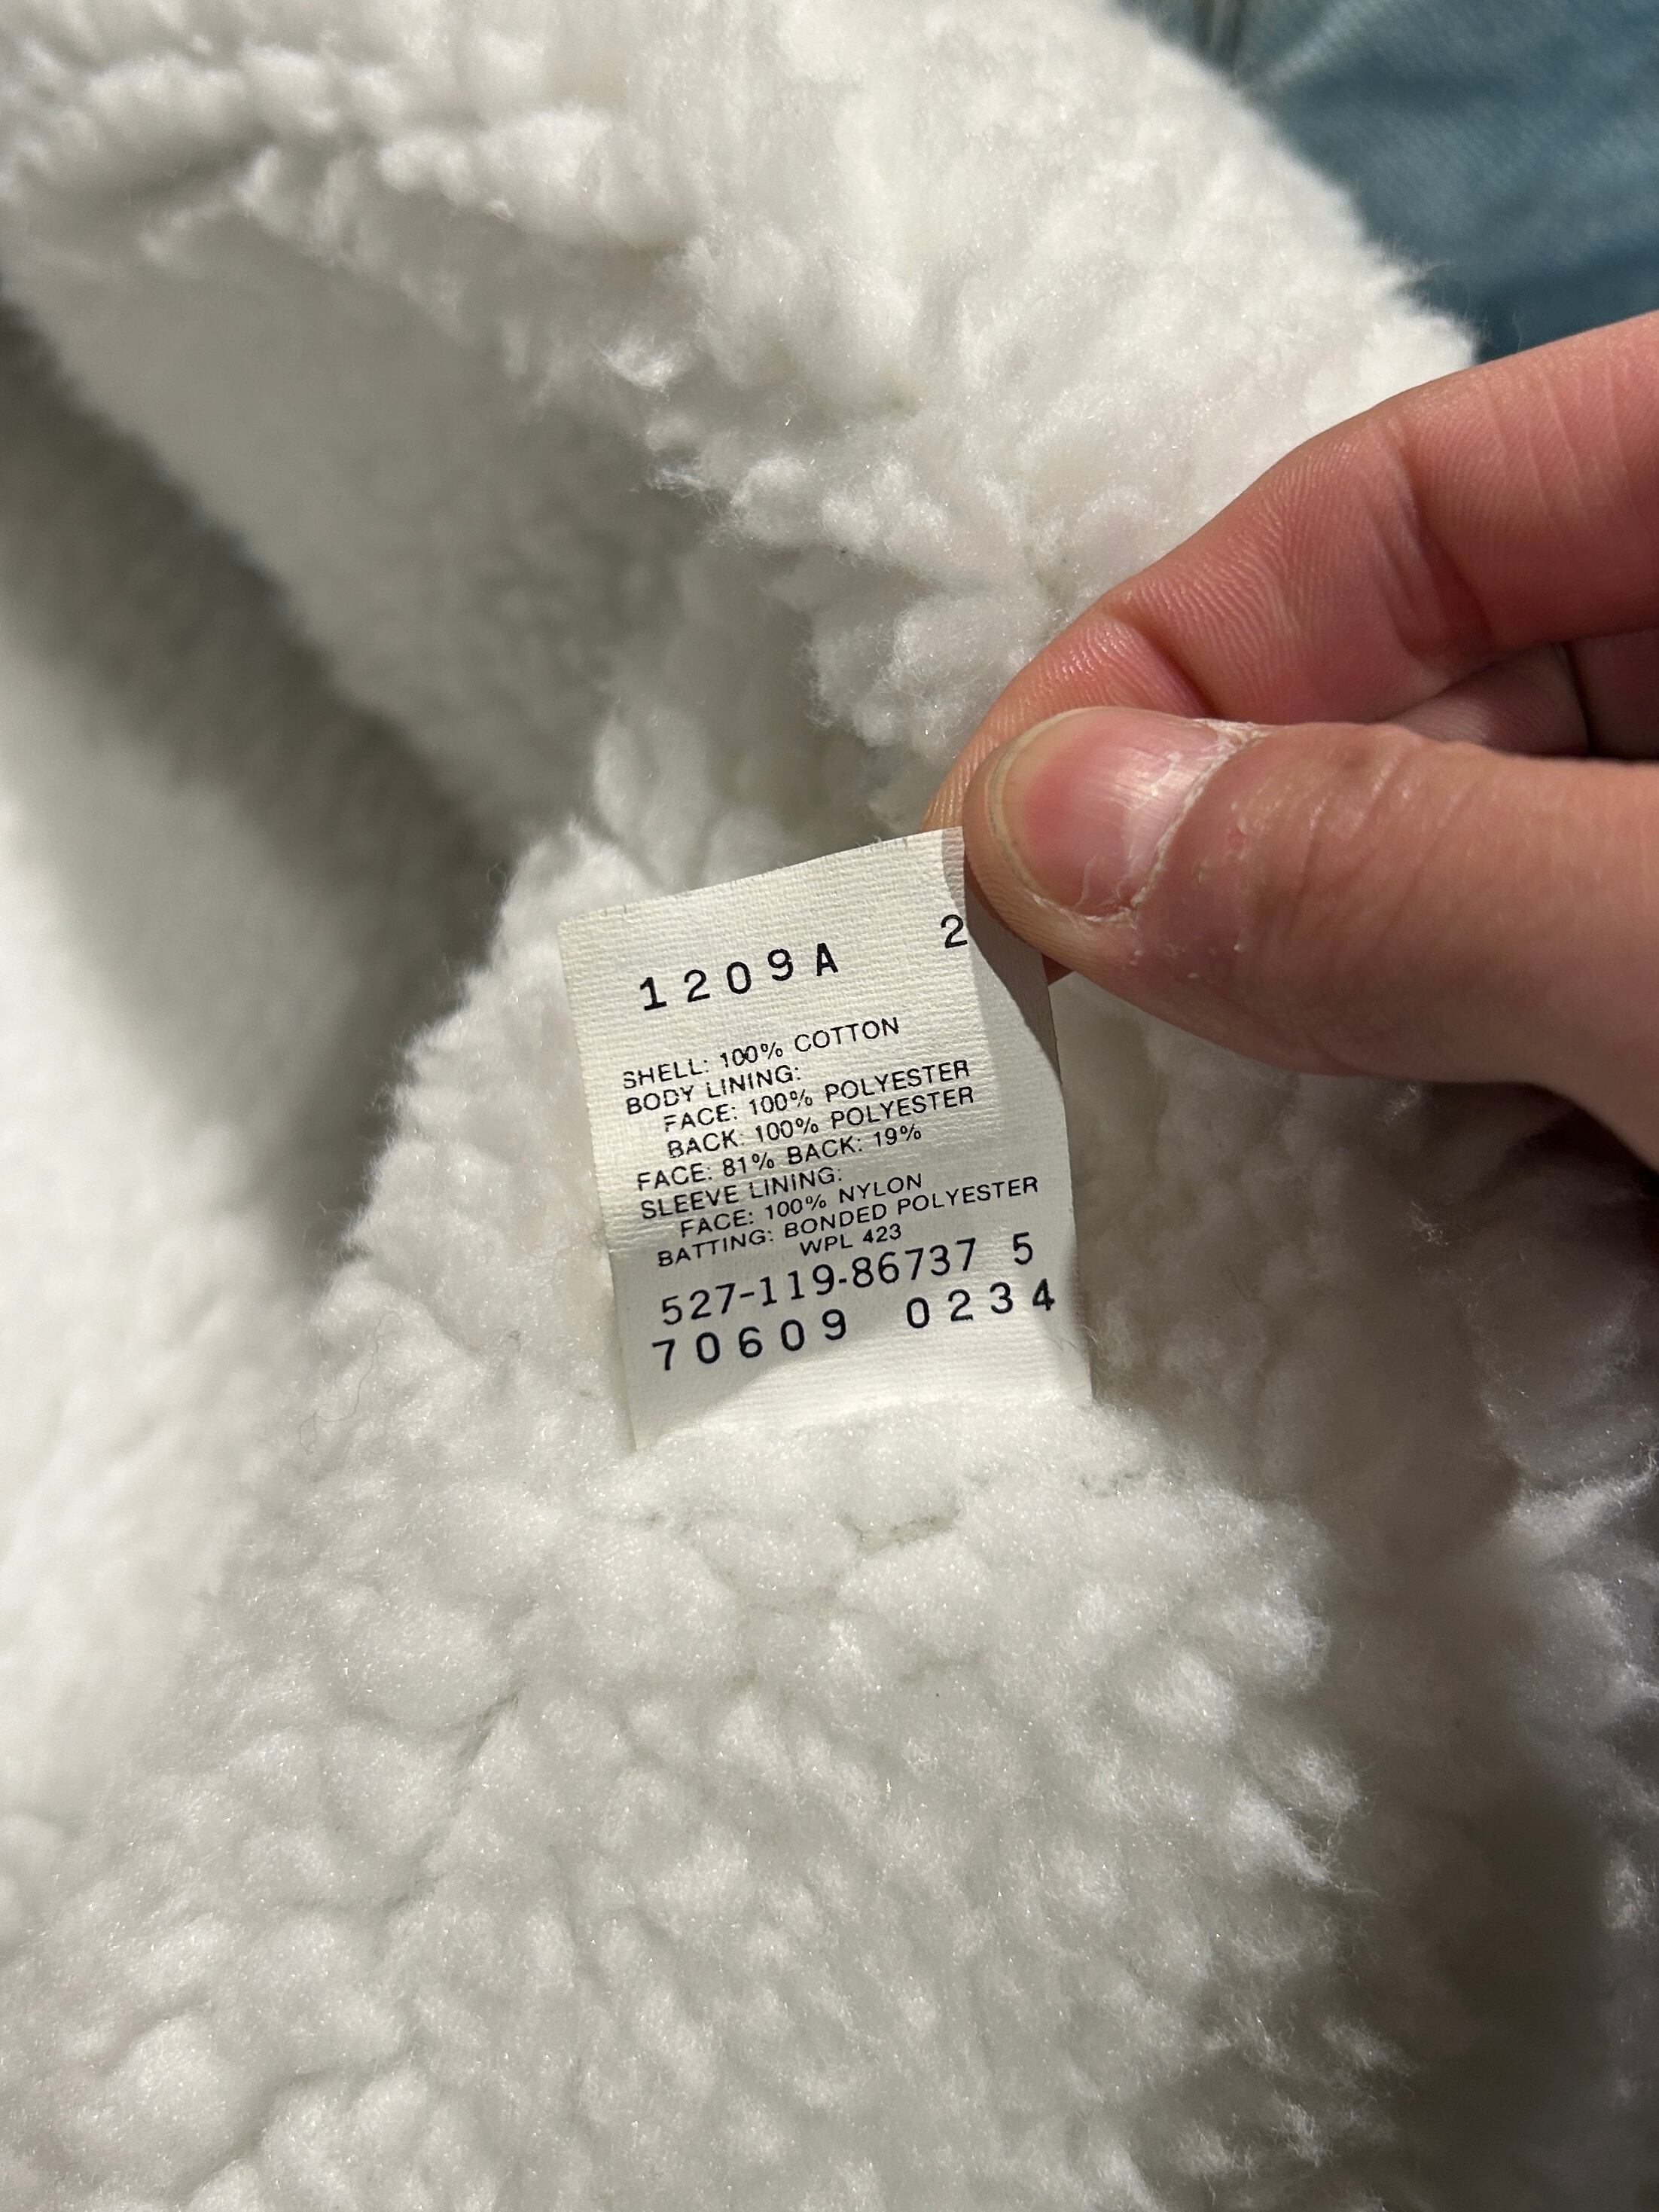 1209A 2
SHELL: 100% COTTON
BODY LINING:
FACE: 100% POLYESTER
BACK: 100% POLYESTER
FACE: 81% BACK: 19%
SLEEVE LINING:
FACE: 100% NYLON
BATTING: BONDED POLYESTER
WPL 423
527-119-86737 5
70609 0234